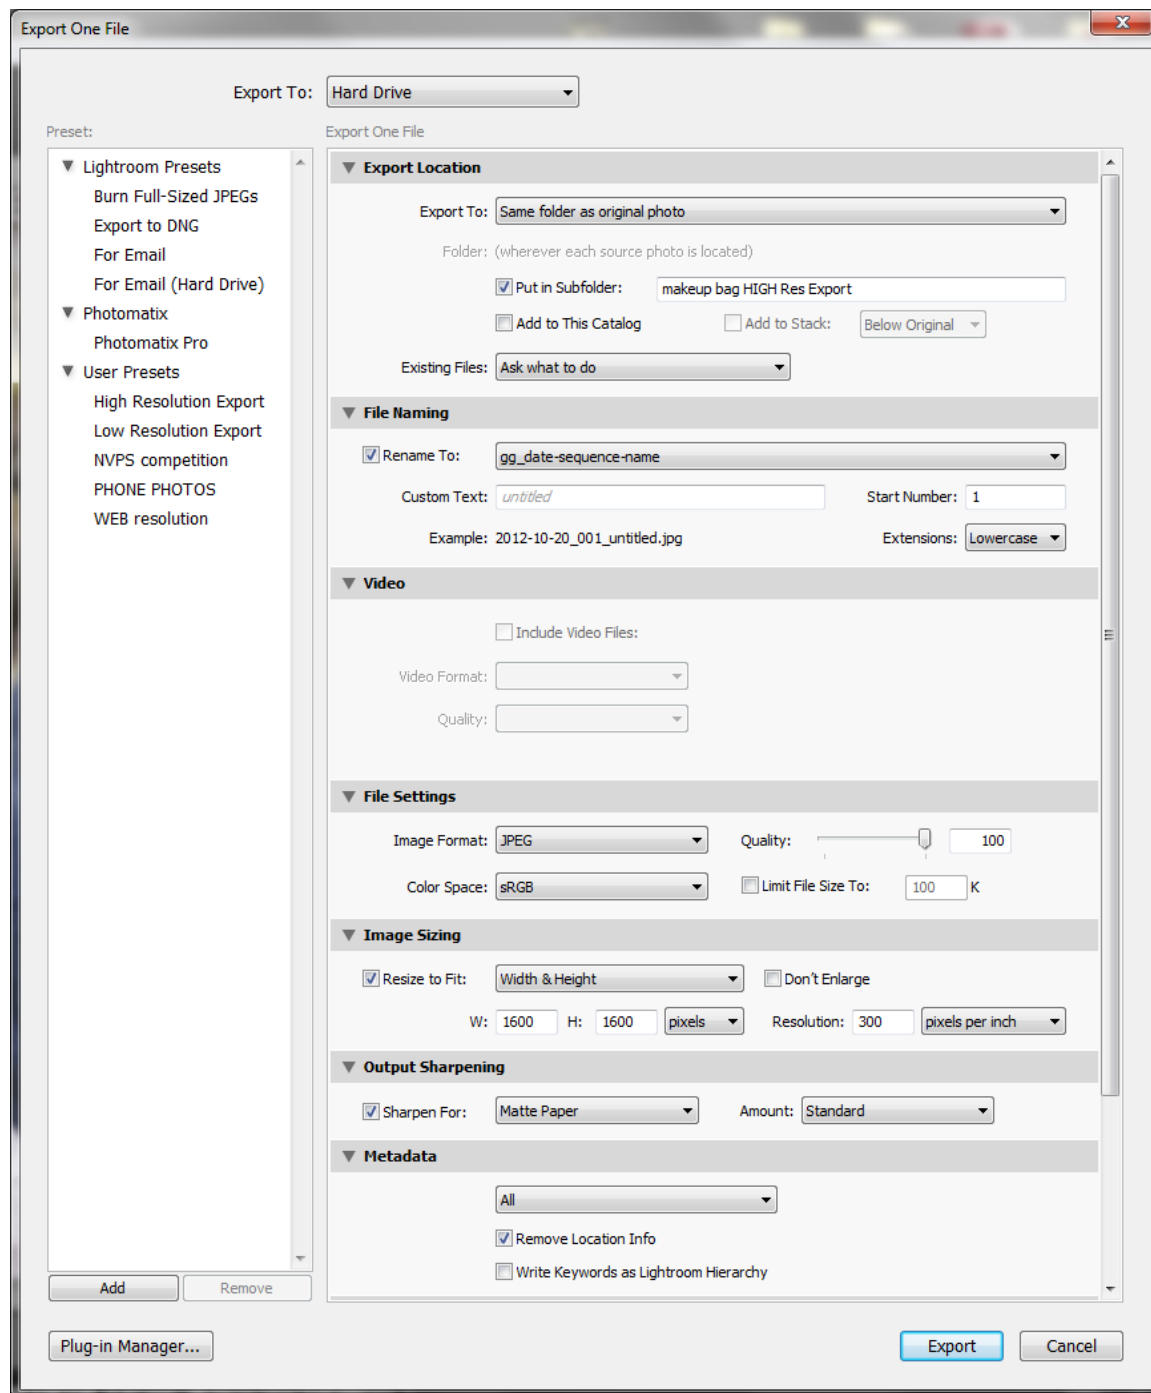 Export One File
X
Export To: Hard Drive
Preset:
Lightroom Presets
Burn Full-Sized JPEGs
Export to DNG
For Email
For Email (Hard Drive)
Photomatix
Photomatix Pro
User Presets
High Resolution Export
Low Resolution Export
NVPS competition
PHONE PHOTOS
WEB resolution
Add Remove
Plug-in Manager...
Export One File
Export Location
Export To: Same folder as original photo
Folder: (wherever each source photo is located)
Put in Subfolder: makeup bag HIGH Res Export
Add to This Catalog Add to Stack: Below Original
Existing Files: Ask what to do
File Naming
Rename To: gg_date-sequence-name
Custom Text: untitled Start Number: 1
Example: 2012-10-20_001_untitled.jpg Extensions: Lowercase
Video
Include Video Files:
Video Format:
Quality:
File Settings
Image Format: JPEG Quality: 100
Color Space: sRGB Limit File Size To: 100 K
Image Sizing
Resize to Fit: Width & Height Don't Enlarge
W: 1600 H: 1600 pixels Resolution: 300 pixels per inch
Output Sharpening
Sharpen For: Matte Paper Amount: Standard
Metadata
All
Remove Location Info
Write Keywords as Lightroom Hierarchy
Export Cancel